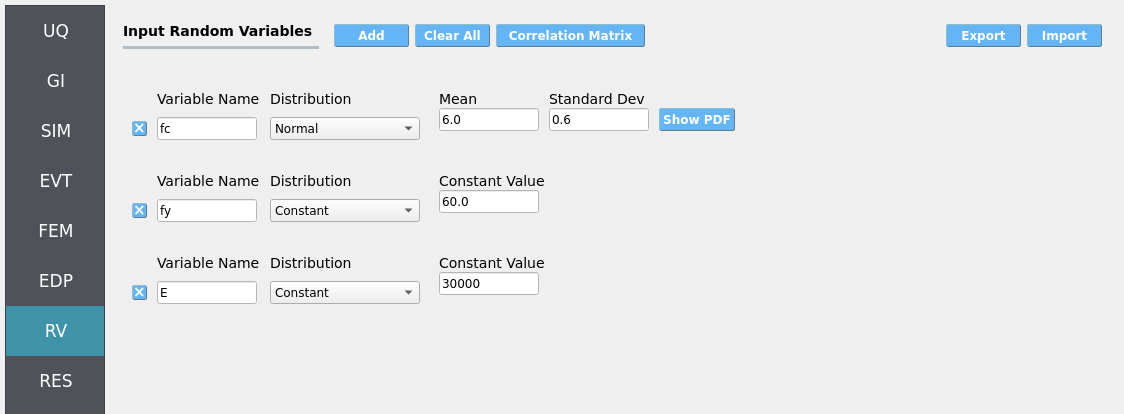 UQ
GI
SIM
EVT
FEM
EDP
RV
RES
Input Random Variables Add Clear All Correlation Matrix Export Import
Variable Name Distribution Mean Standard Dev
fc Normal 6.0 0.6 Show PDF
Variable Name Distribution Constant Value
fy Constant 60.0
Variable Name Distribution Constant Value
E Constant 30000